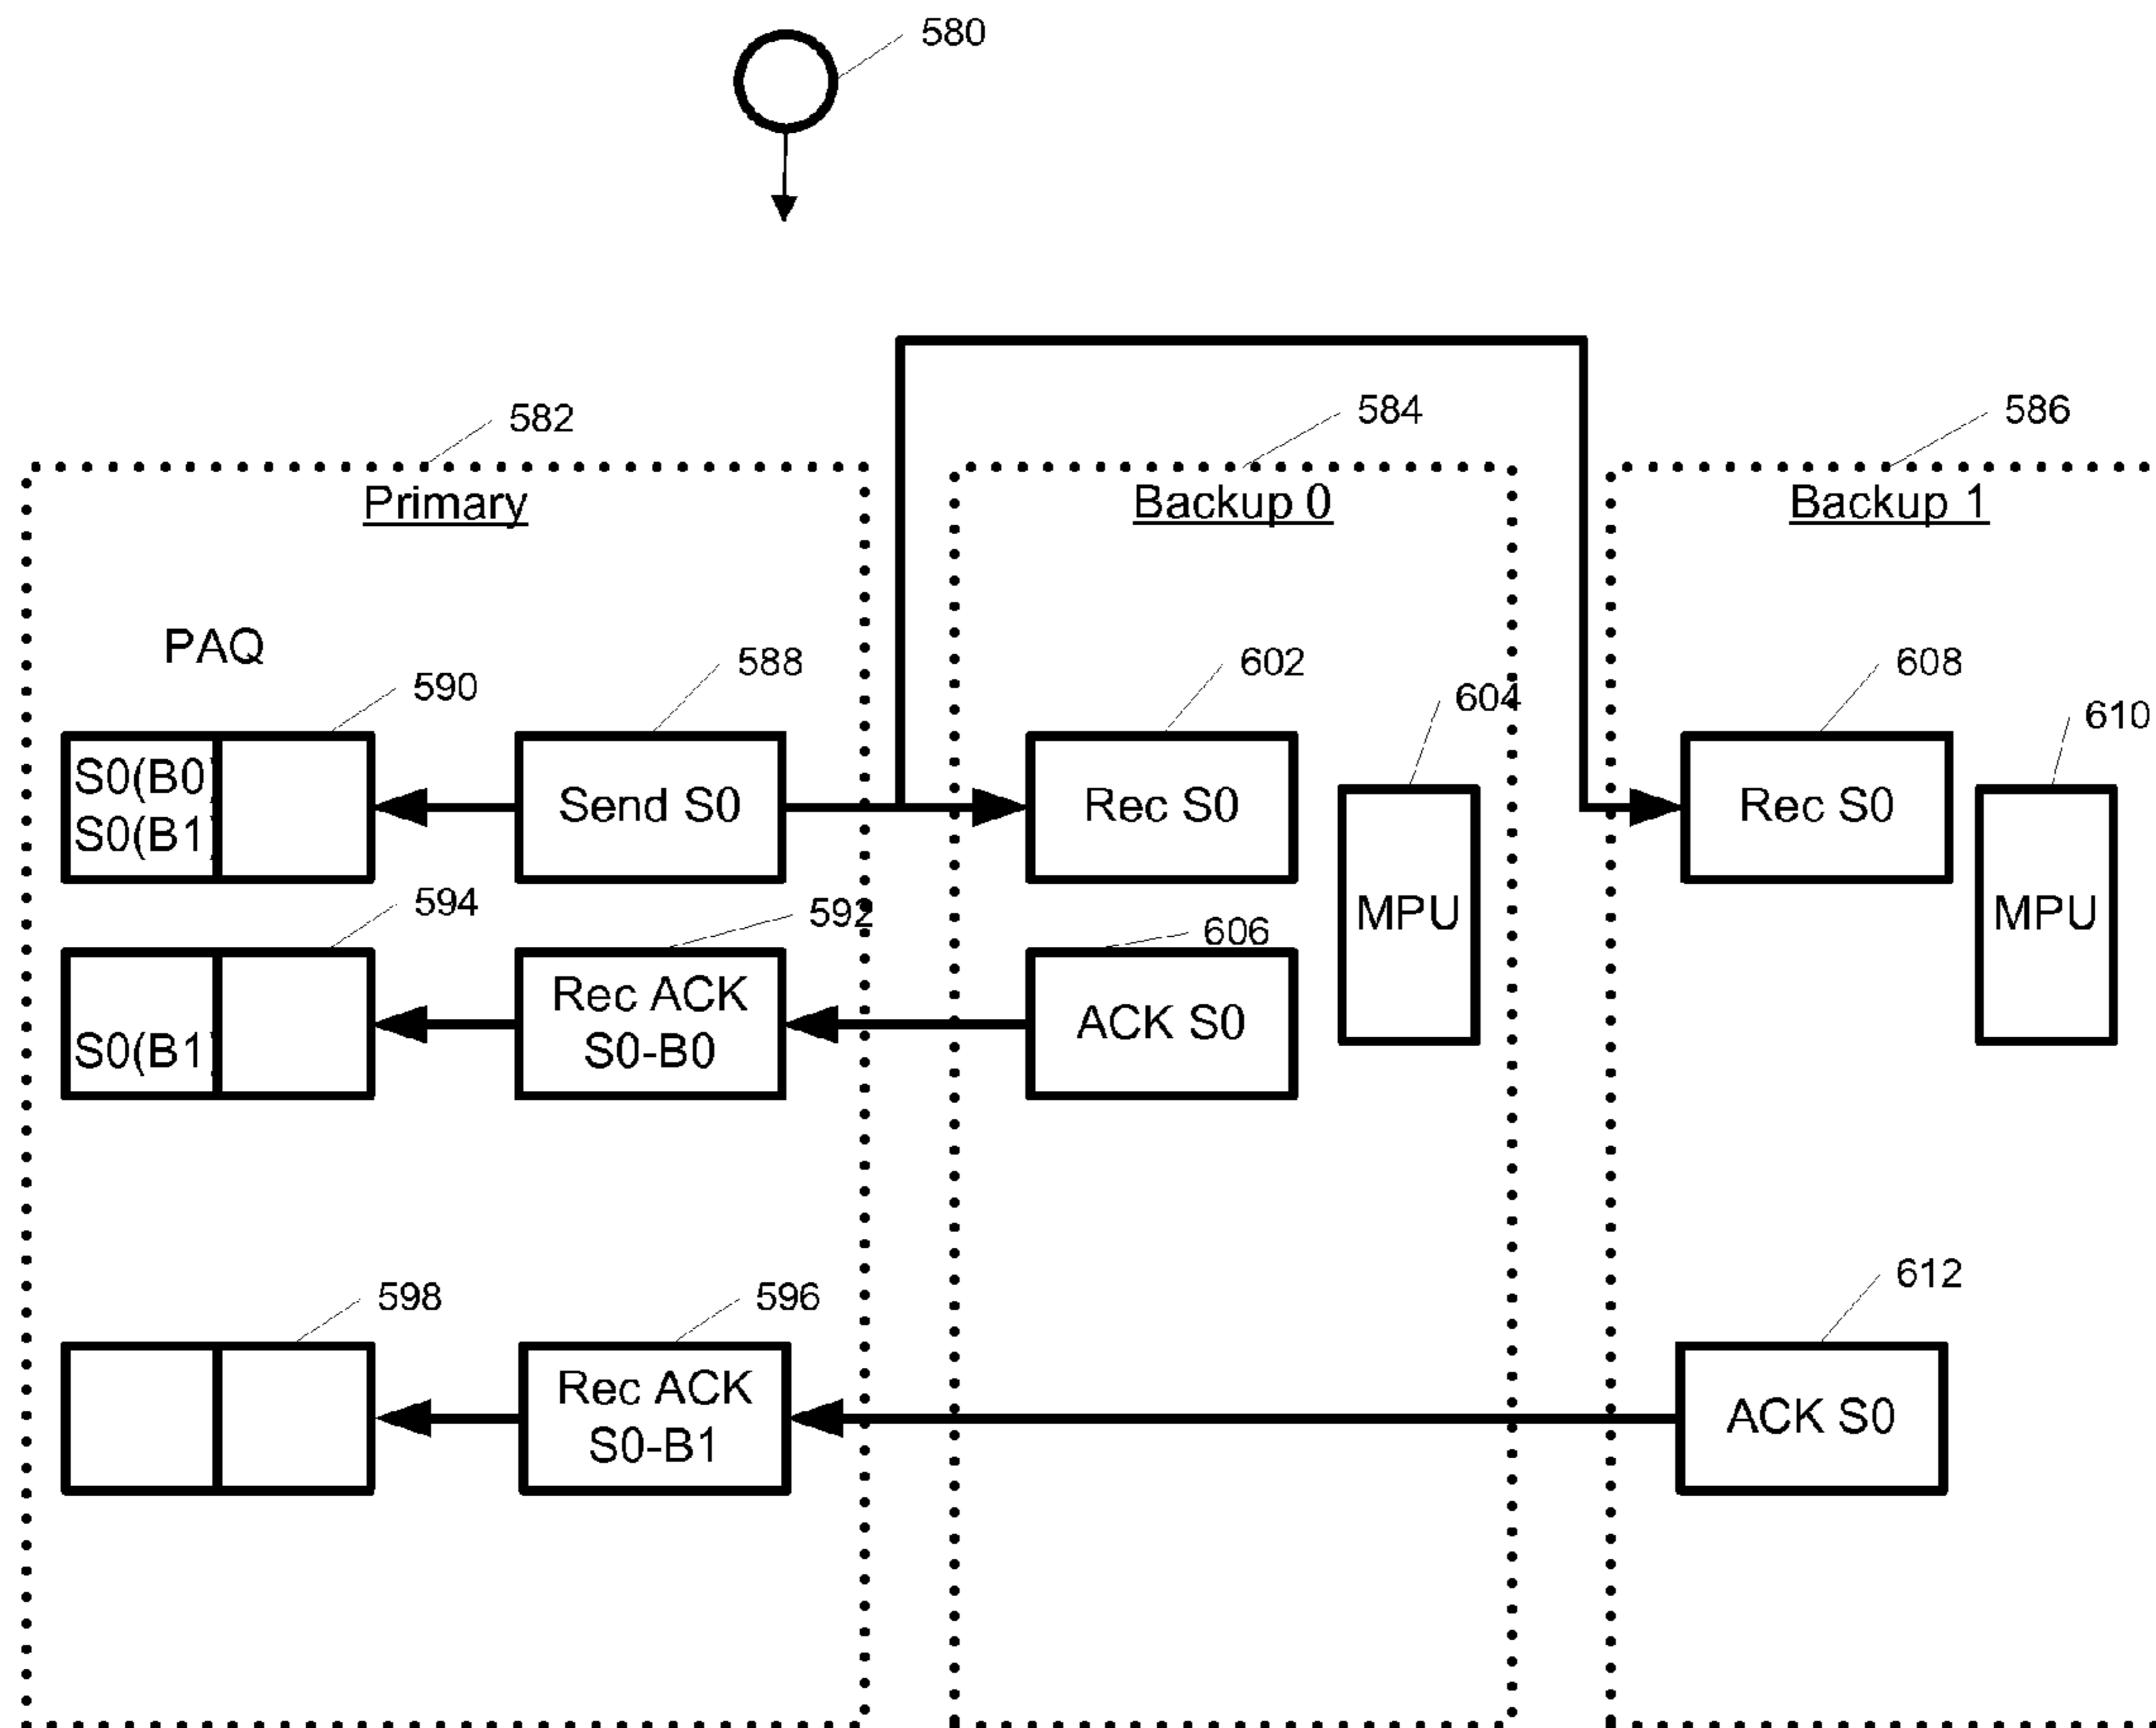 580
582
584
586
Primary
Backup 0
Backup 1
PAQ
590
588
602
604
608
610
S0(B0)
S0(B1)
Send S0
Rec S0
Rec S0
MPU
MPU
594
592
606
S0(B1)
Rec ACK
S0-B0
ACK S0
598
596
612
Rec ACK
S0-B1
ACK S0